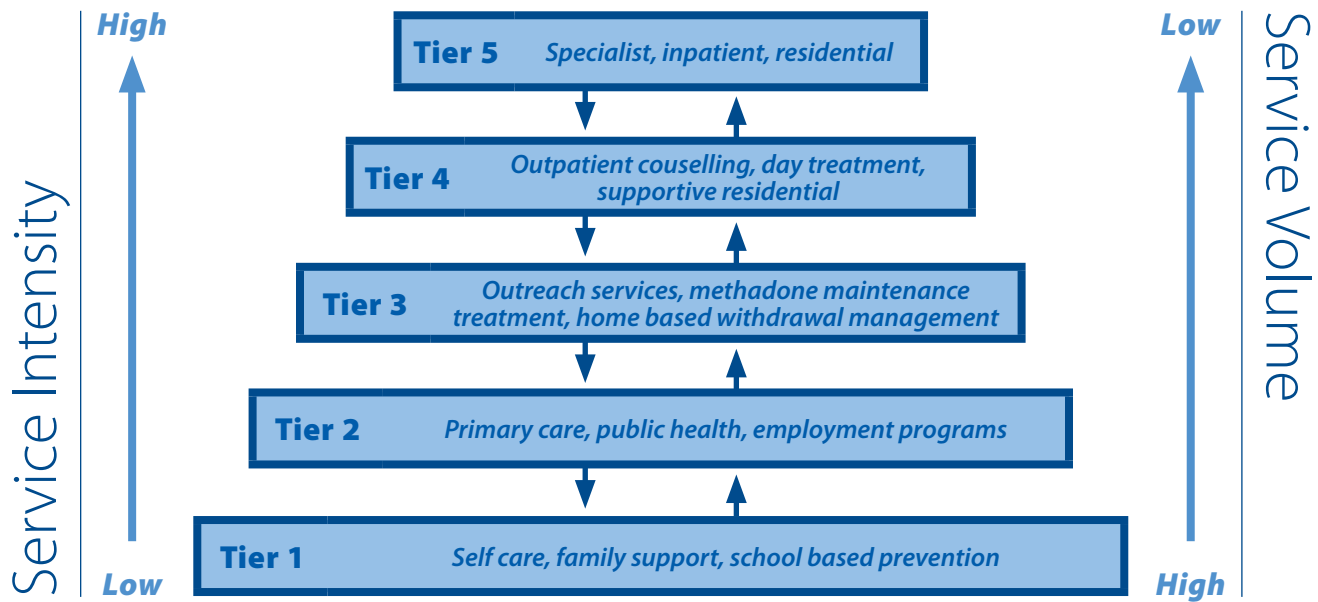 High
Low
Service Intensity
Tier 5
Specialist, inpatient, residential
Tier 4
Outpatient couselling, day treatment,
supportive residential
Tier 3
Outreach services, methadone maintenance
treatment, home based withdrawal management
Tier 2
Primary care, public health, employment programs
Tier 1
Self care, family support, school based prevention
Low
High
Service Volume